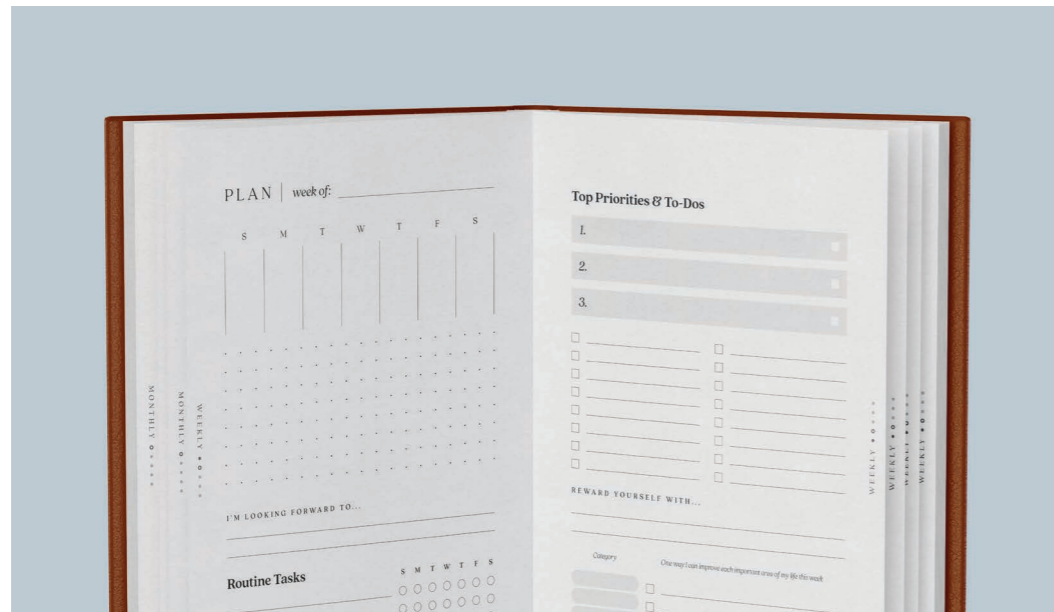 PLAN | week of:
S M T W T F S
I'M LOOKING FORWARD TO...
Routine Tasks
S M T W T F S
MONTHLY
MONTHLY
WEEKLY
Top Priorities & To-Dos
1.
2.
3.
REWARD YOURSELF WITH...
Category
One way I can improve each important area of my life this week
WEEKLY
WEEKLY
WEEKLY
WEEKLY